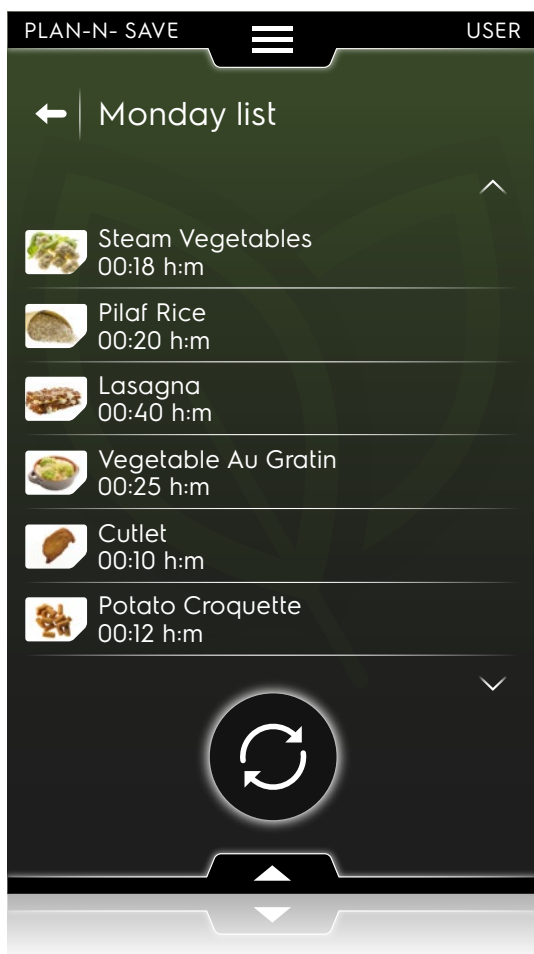 PLAN-N- SAVE
USER
Monday list
Steam Vegetables
00:18 h:m
Pilaf Rice
00:20 h:m
Lasagna
00:40 h:m
Vegetable Au Gratin
00:25 h:m
Cutlet
00:10 h:m
Potato Croquette
00:12 h:m